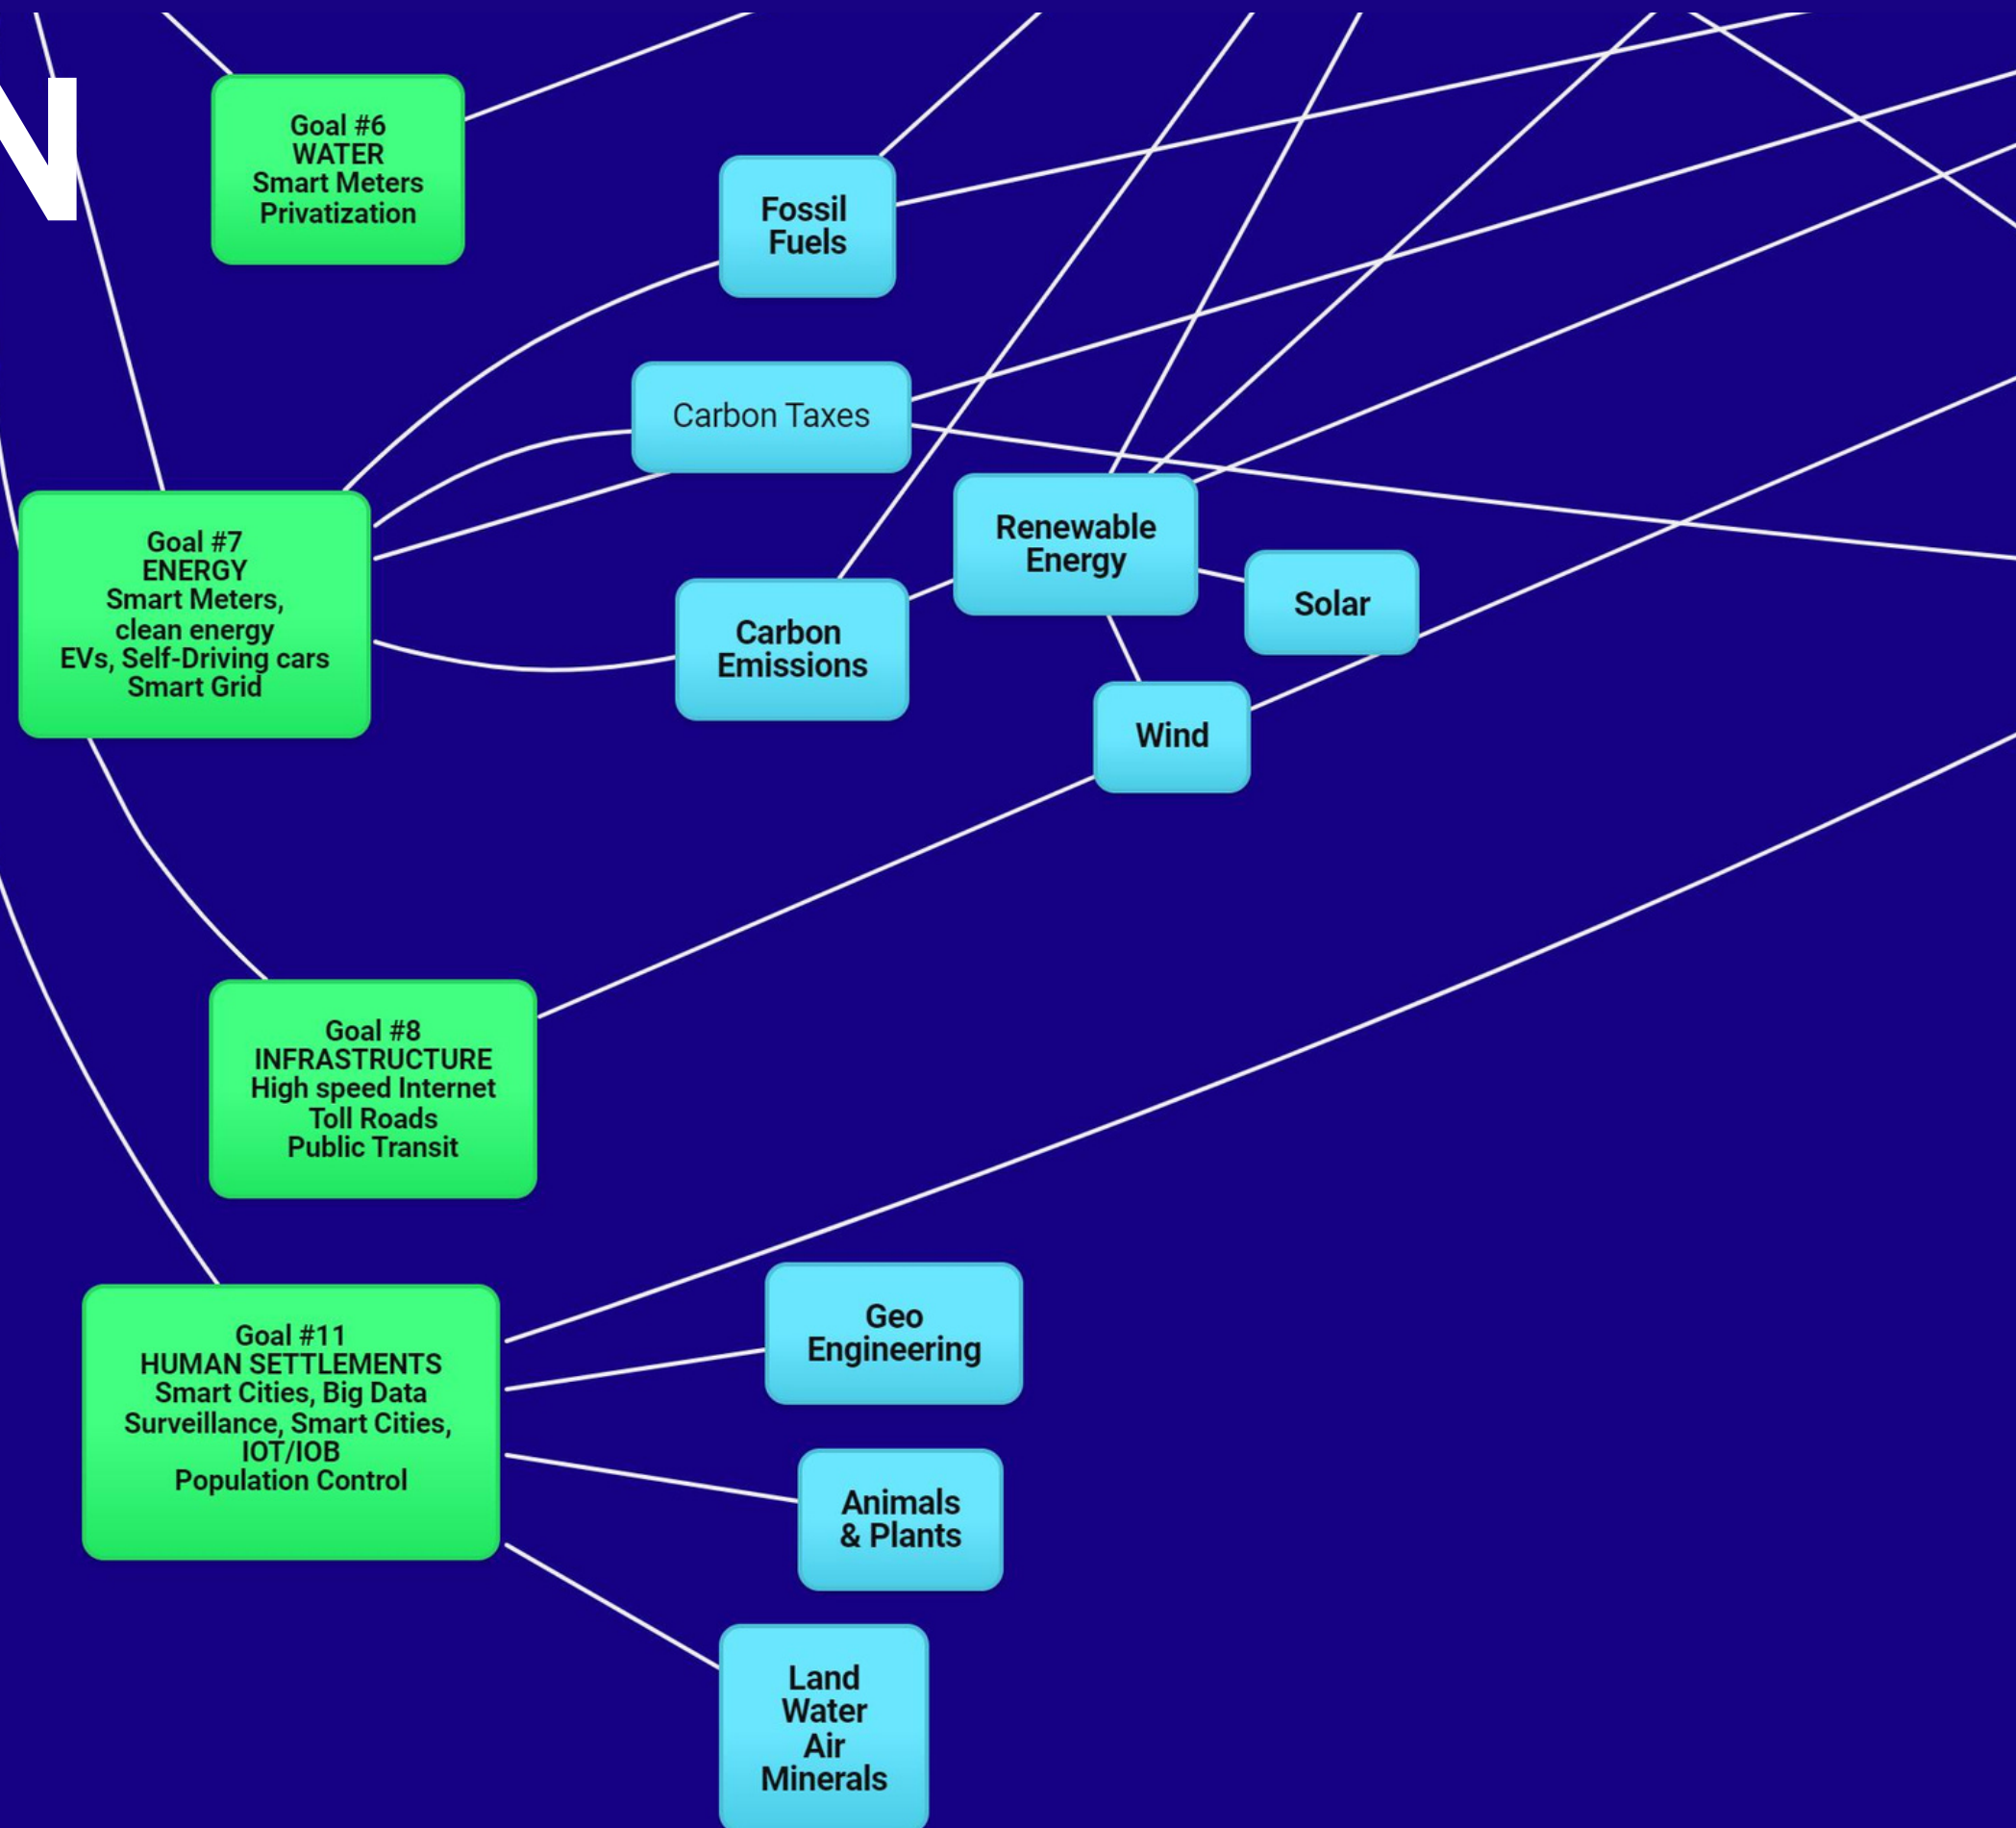 N
Goal #6
WATER
Smart Meters
Privatization
Fossil
Fuels
Carbon Taxes
Goal #7
ENERGY
Smart Meters,
clean energy
EVs, Self-Driving cars
Smart Grid
Renewable
Energy
Solar
Carbon
Emissions
Wind
Goal #8
INFRASTRUCTURE
High speed Internet
Toll Roads
Public Transit
Goal #11
HUMAN SETTLEMENTS
Smart Cities, Big Data
Surveillance, Smart Cities,
IOT/IOB
Population Control
Geo
Engineering
Animals
& Plants
Land
Water
Air
Minerals